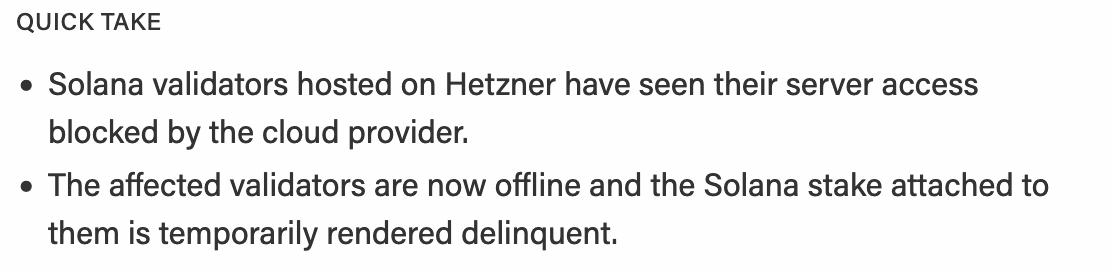 QUICK TAKE
• Solana validators hosted on Hetzner have seen their server access
blocked by the cloud provider.
• The affected validators are now offline and the Solana stake attached to
them is temporarily rendered delinquent.